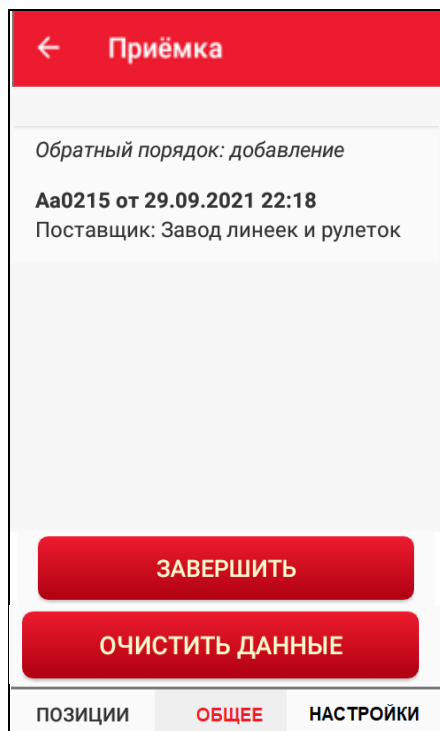 Приёмка
Обратный порядок: добавление
Аа0215 от 29.09.2021 22:18
Поставщик: Завод линеек и рулеток
ЗАВЕРШИТЬ
ОЧИСТИТЬ ДАННЫЕ
ПОЗИЦИИ ОБЩЕЕ НАСТРОЙКИ